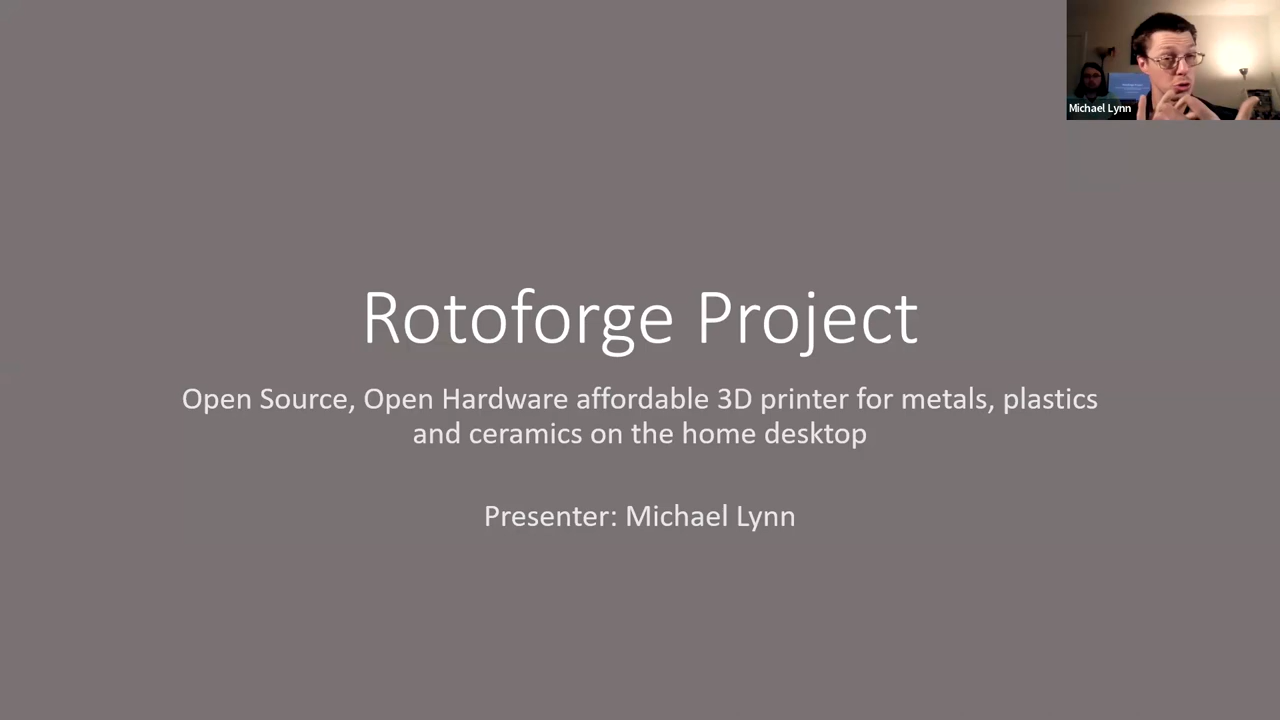 Michael Lynn
Rotoforge Project
Open Source, Open Hardware affordable 3D printer for metals, plastics
and ceramics on the home desktop
Presenter: Michael Lynn